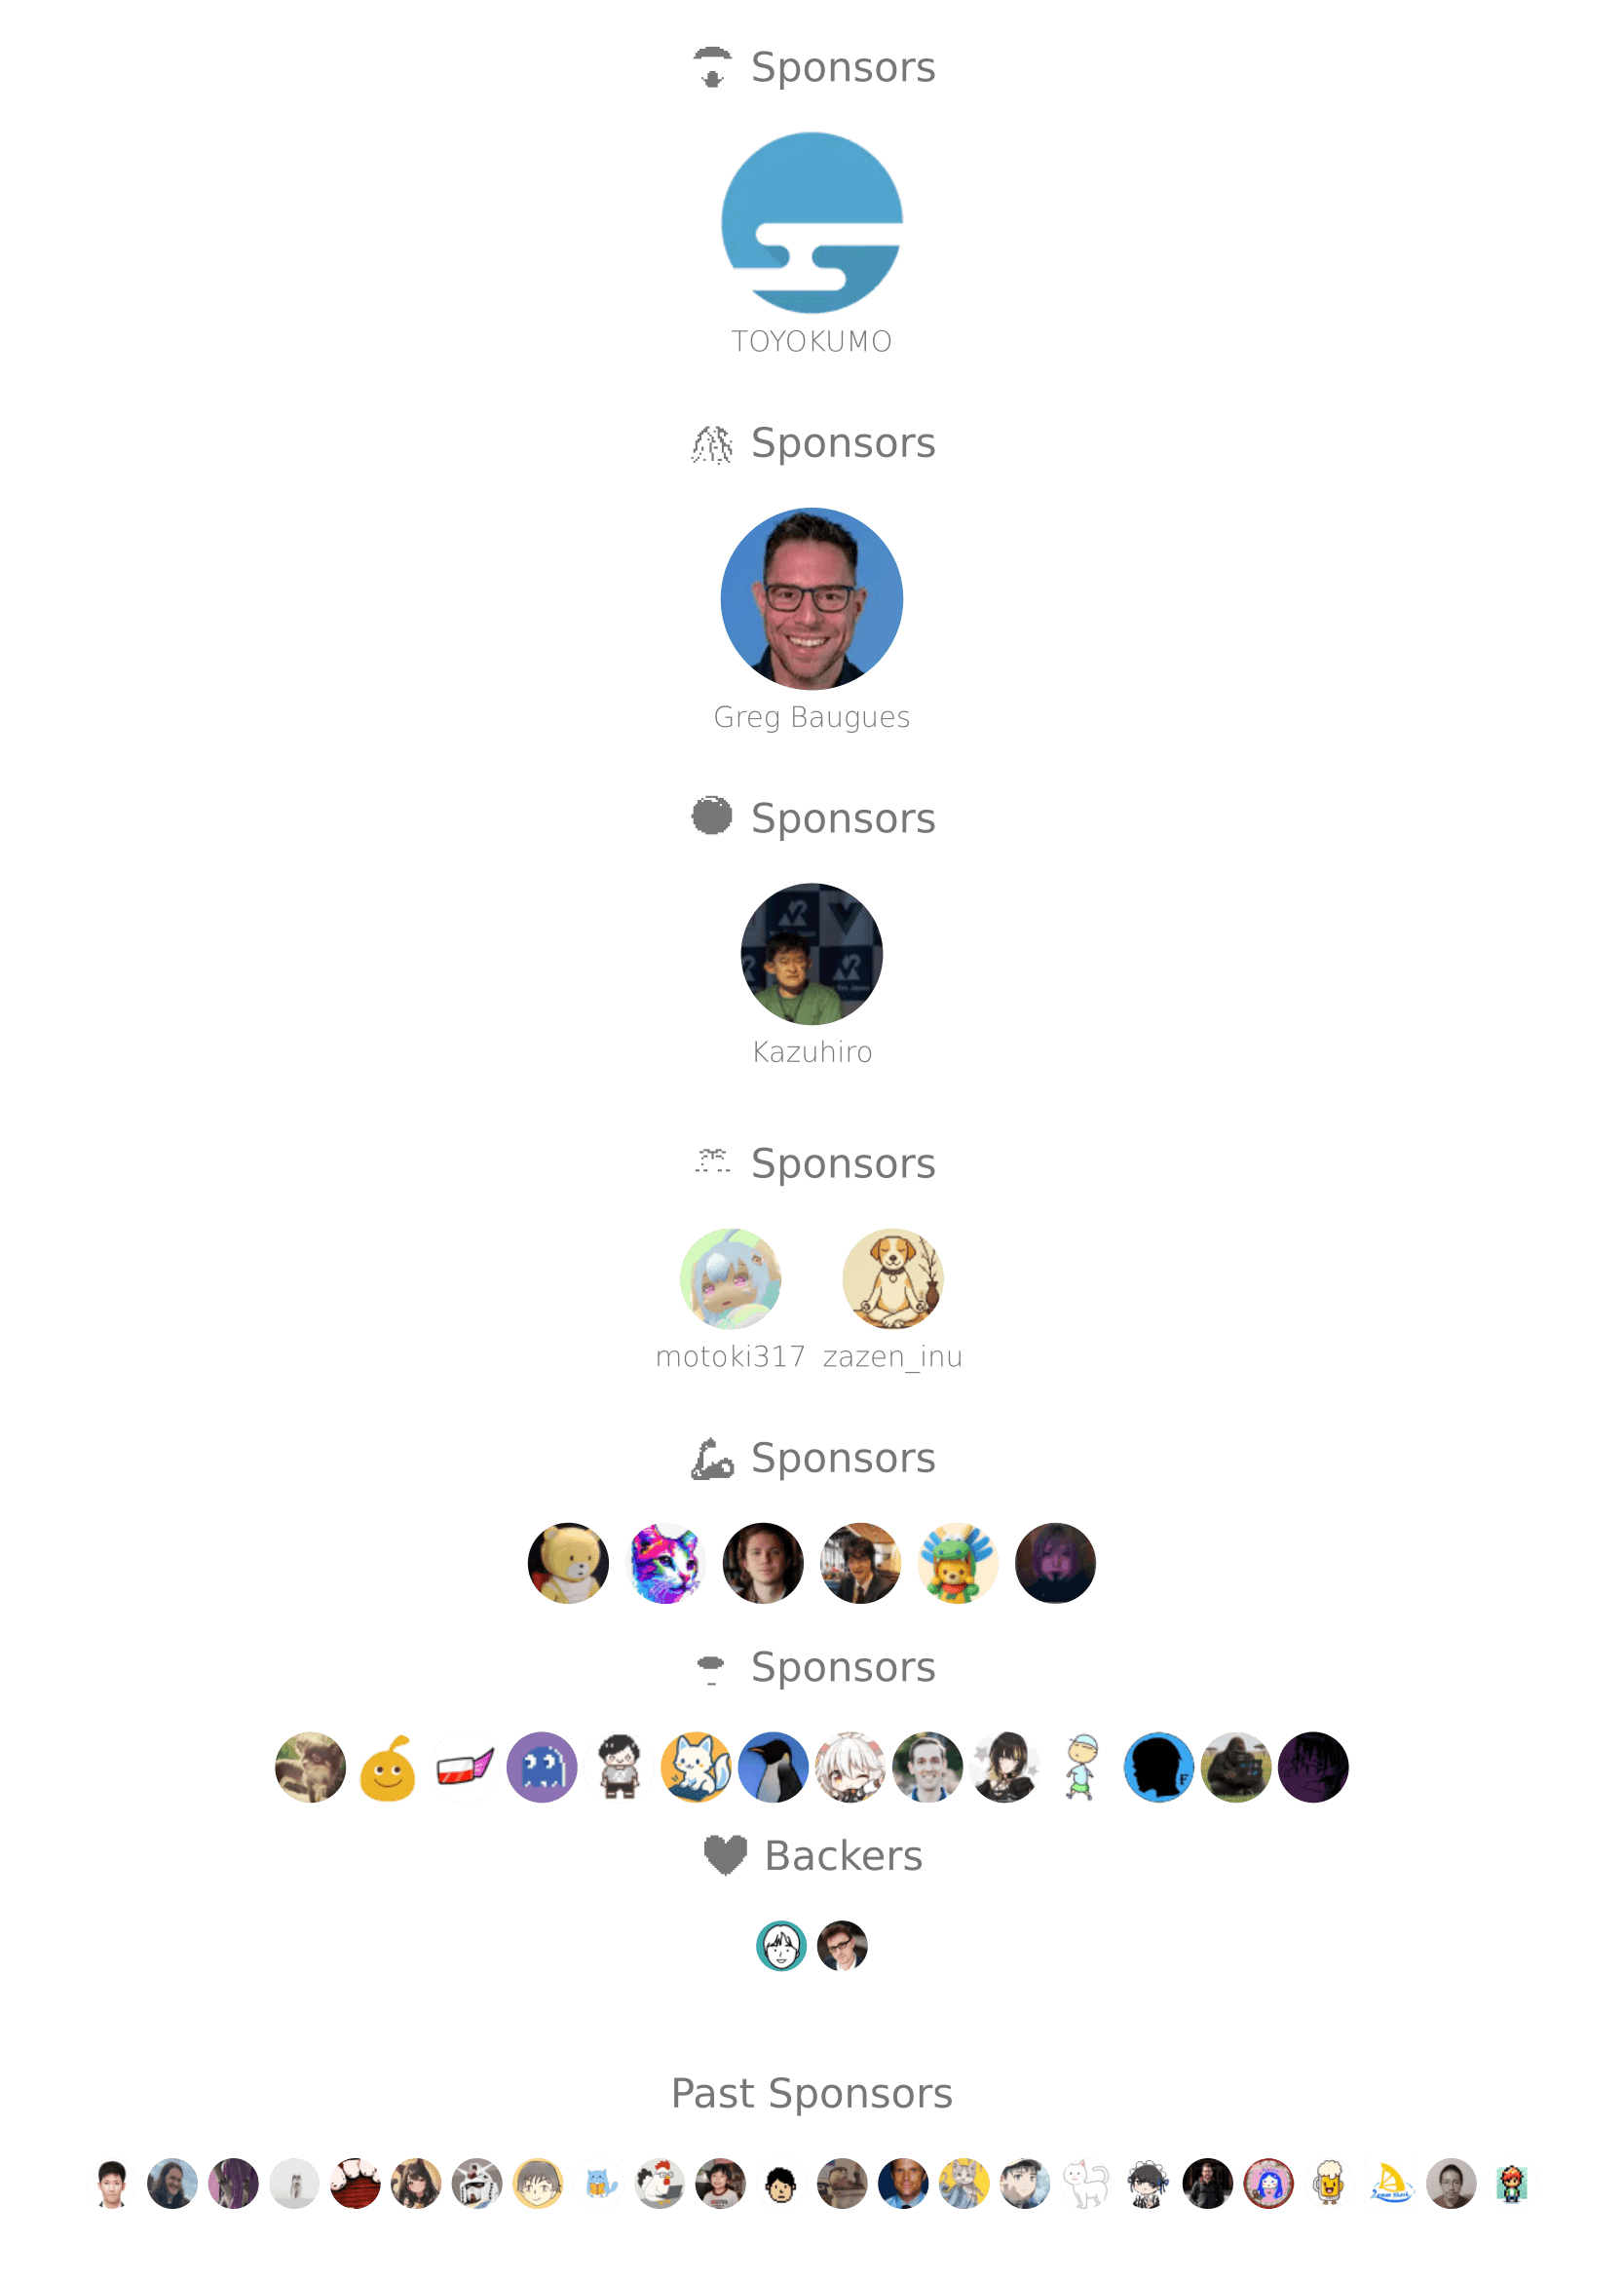 Sponsors
TOYOKUMO
Sponsors
Greg Baugues
Sponsors
Kazuhiro
Sponsors
motoki317 zazen_inu
Sponsors
Sponsors
F
Backers
Past Sponsors